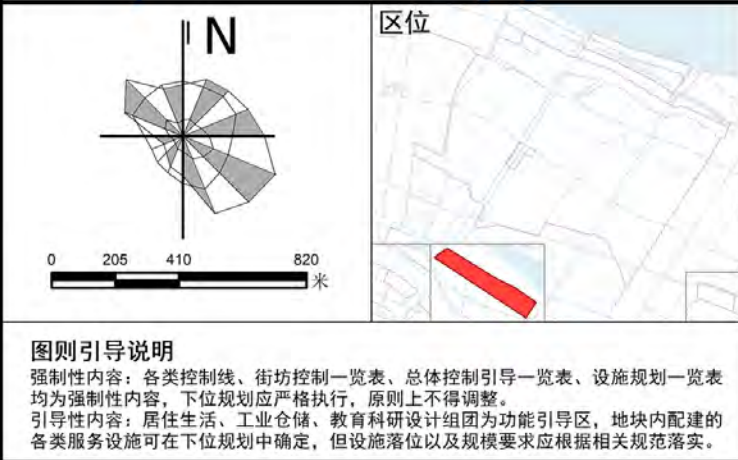 N
区位
0 205 410 820
米
图则引导说明
强制性内容：各类控制线、街坊控制一览表、总体控制引导一览表、设施规划一览表
均为强制性内容，下位规划应严格执行，原则上不得调整。
引导性内容：居住生活、工业仓储、教育科研设计组团为功能引导区，地块内配建的
各类服务设施可在下位规划中确定，但设施落位以及规模要求应根据相关规范落实。